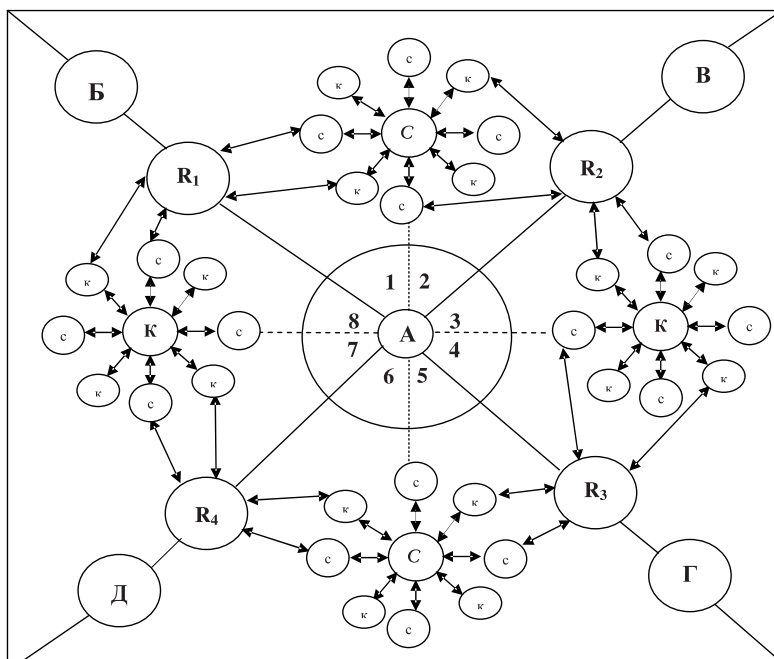 с
к к
Б В
с С с
R₁ R₂
к к
с
с с
к к к к
1 2
с К с 8 А 3 с К с
7 4
6 5
к к к к
с с
с
R₄ к к R₃
с С с
Д Г
к к
с